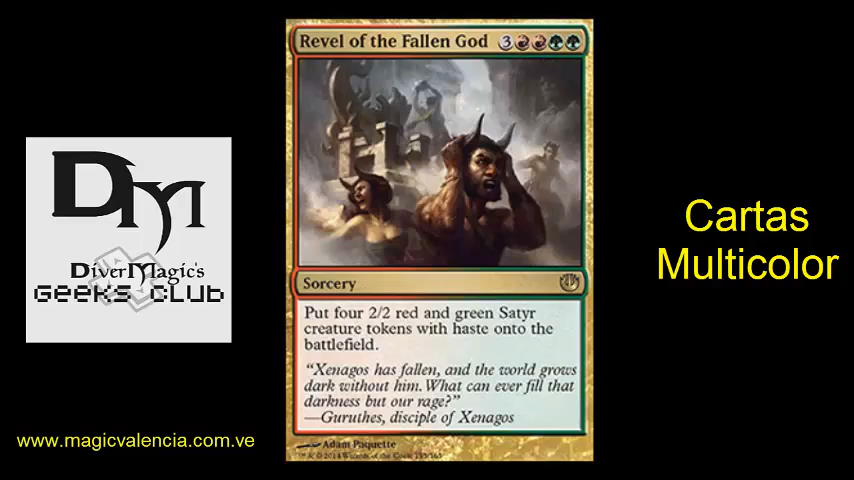 Revel of the Fallen God 3
Sorcery
Put four 2/2 red and green Satyr
creature tokens with haste onto the
battlefield.
“Xenagos has fallen, and the world grows
dark without him. What can ever fill that
darkness but our rage?”
—Guruthes, disciple of Xenagos
Adam Paquette
DM
DiverMagic's
Geeks Club
www.magicvalencia.com.ve
Cartas
Multicolor